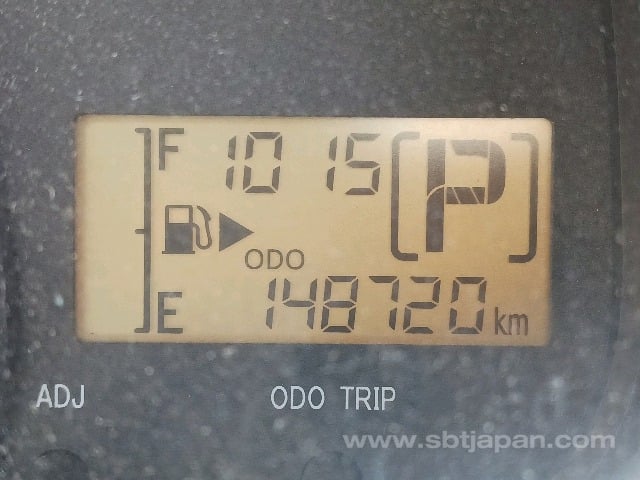 F 10 15 [P]
ODO
E 148720 km
ADJ ODO TRIP
www.sbtjapan.com